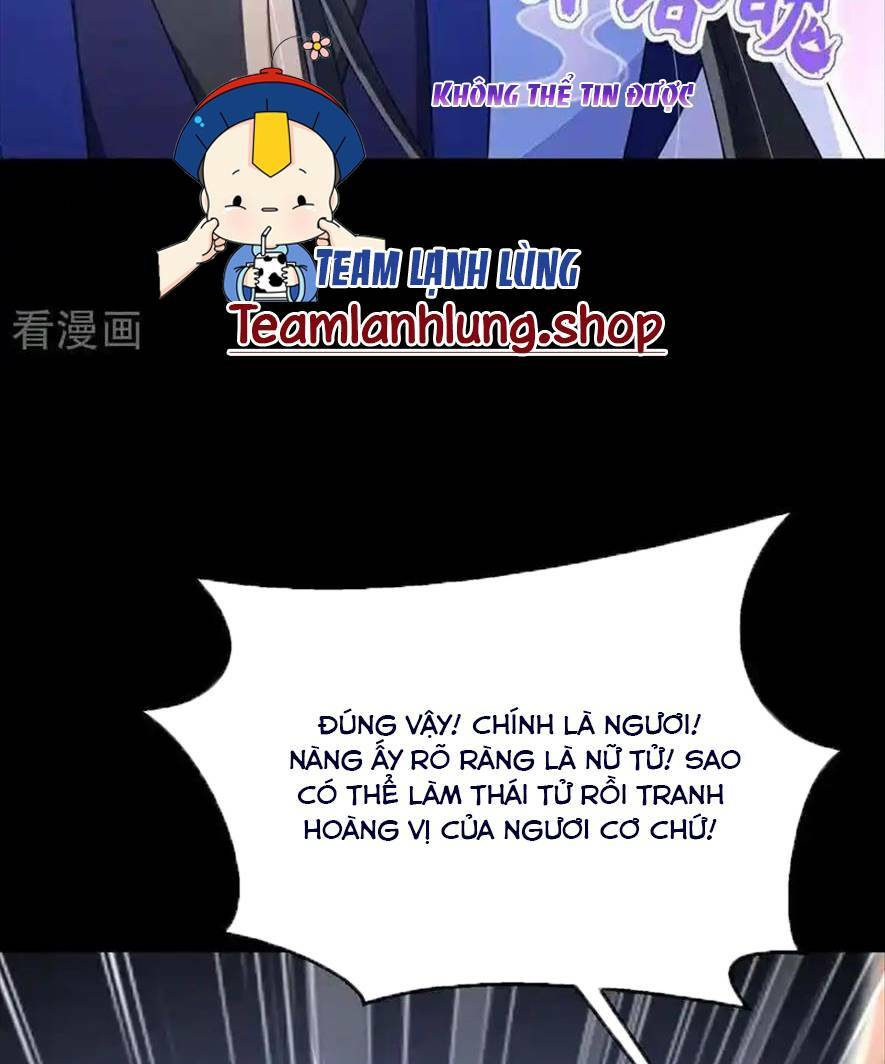 KHÔNG THỂ TIN ĐƯỢC
TEAM LẠNH LÙNG
Teamlanhlung.shop
看漫画
ĐÚNG VẬY! CHÍNH LÀ NGƯƠI!
NÀNG ẤY RÕ RÀNG LÀ NỮ TỬ! SAO
CÓ THỂ LÀM THÁI TỬ RỒI TRANH
HOÀNG VỊ CỦA NGƯƠI CƠ CHỨ!